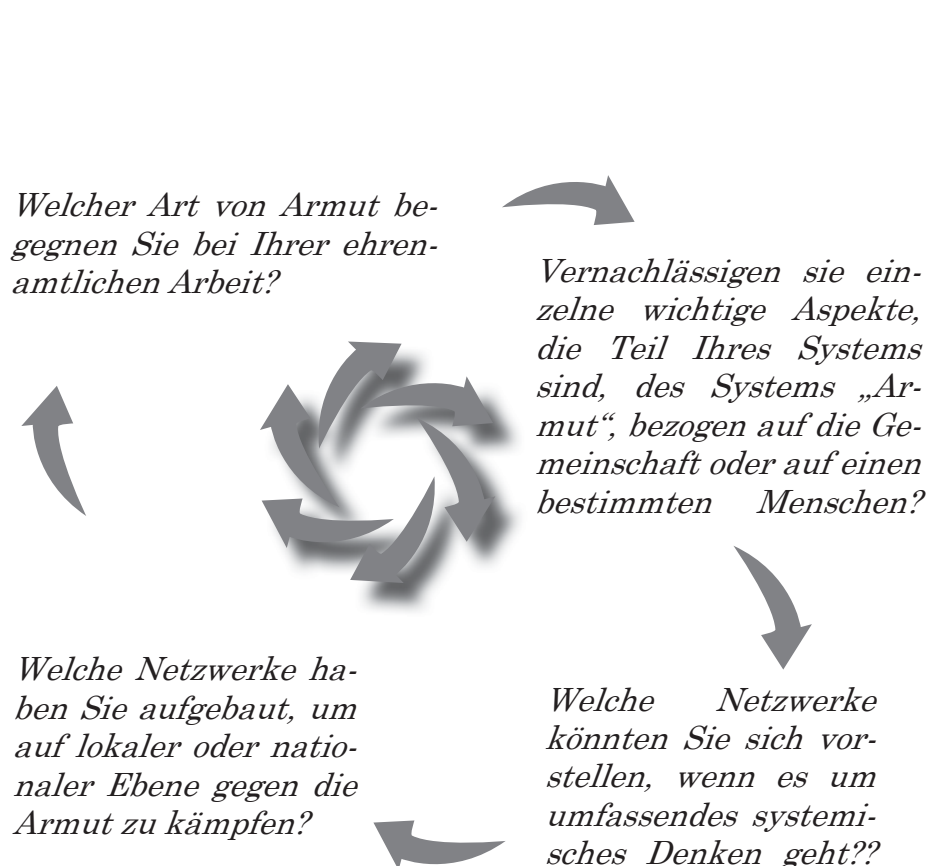 Welcher Art von Armut be-
gegnen Sie bei Ihrer ehren-
amtlichen Arbeit?
Vernachlässigen sie ein-
zelne wichtige Aspekte,
die Teil Ihres Systems
sind, des Systems „Ar-
mut“, bezogen auf die Ge-
meinschaft oder auf einen
bestimmten Menschen?
Welche Netzwerke
könnten Sie sich vor-
stellen, wenn es um
umfassendes systemi-
sches Denken geht??
Welche Netzwerke ha-
ben Sie aufgebaut, um
auf lokaler oder natio-
naler Ebene gegen die
Armut zu kämpfen?